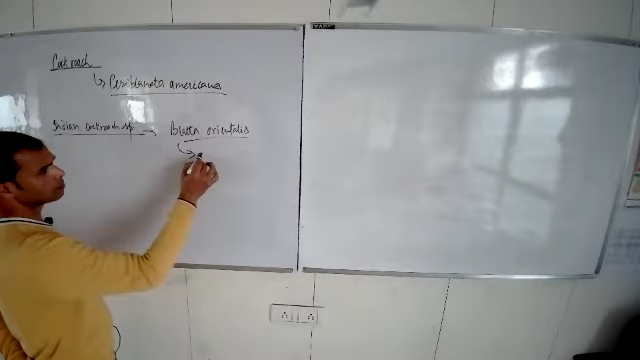 Cockroach
Periplaneta americana
Indian cockroach sp
Blatta orientalis